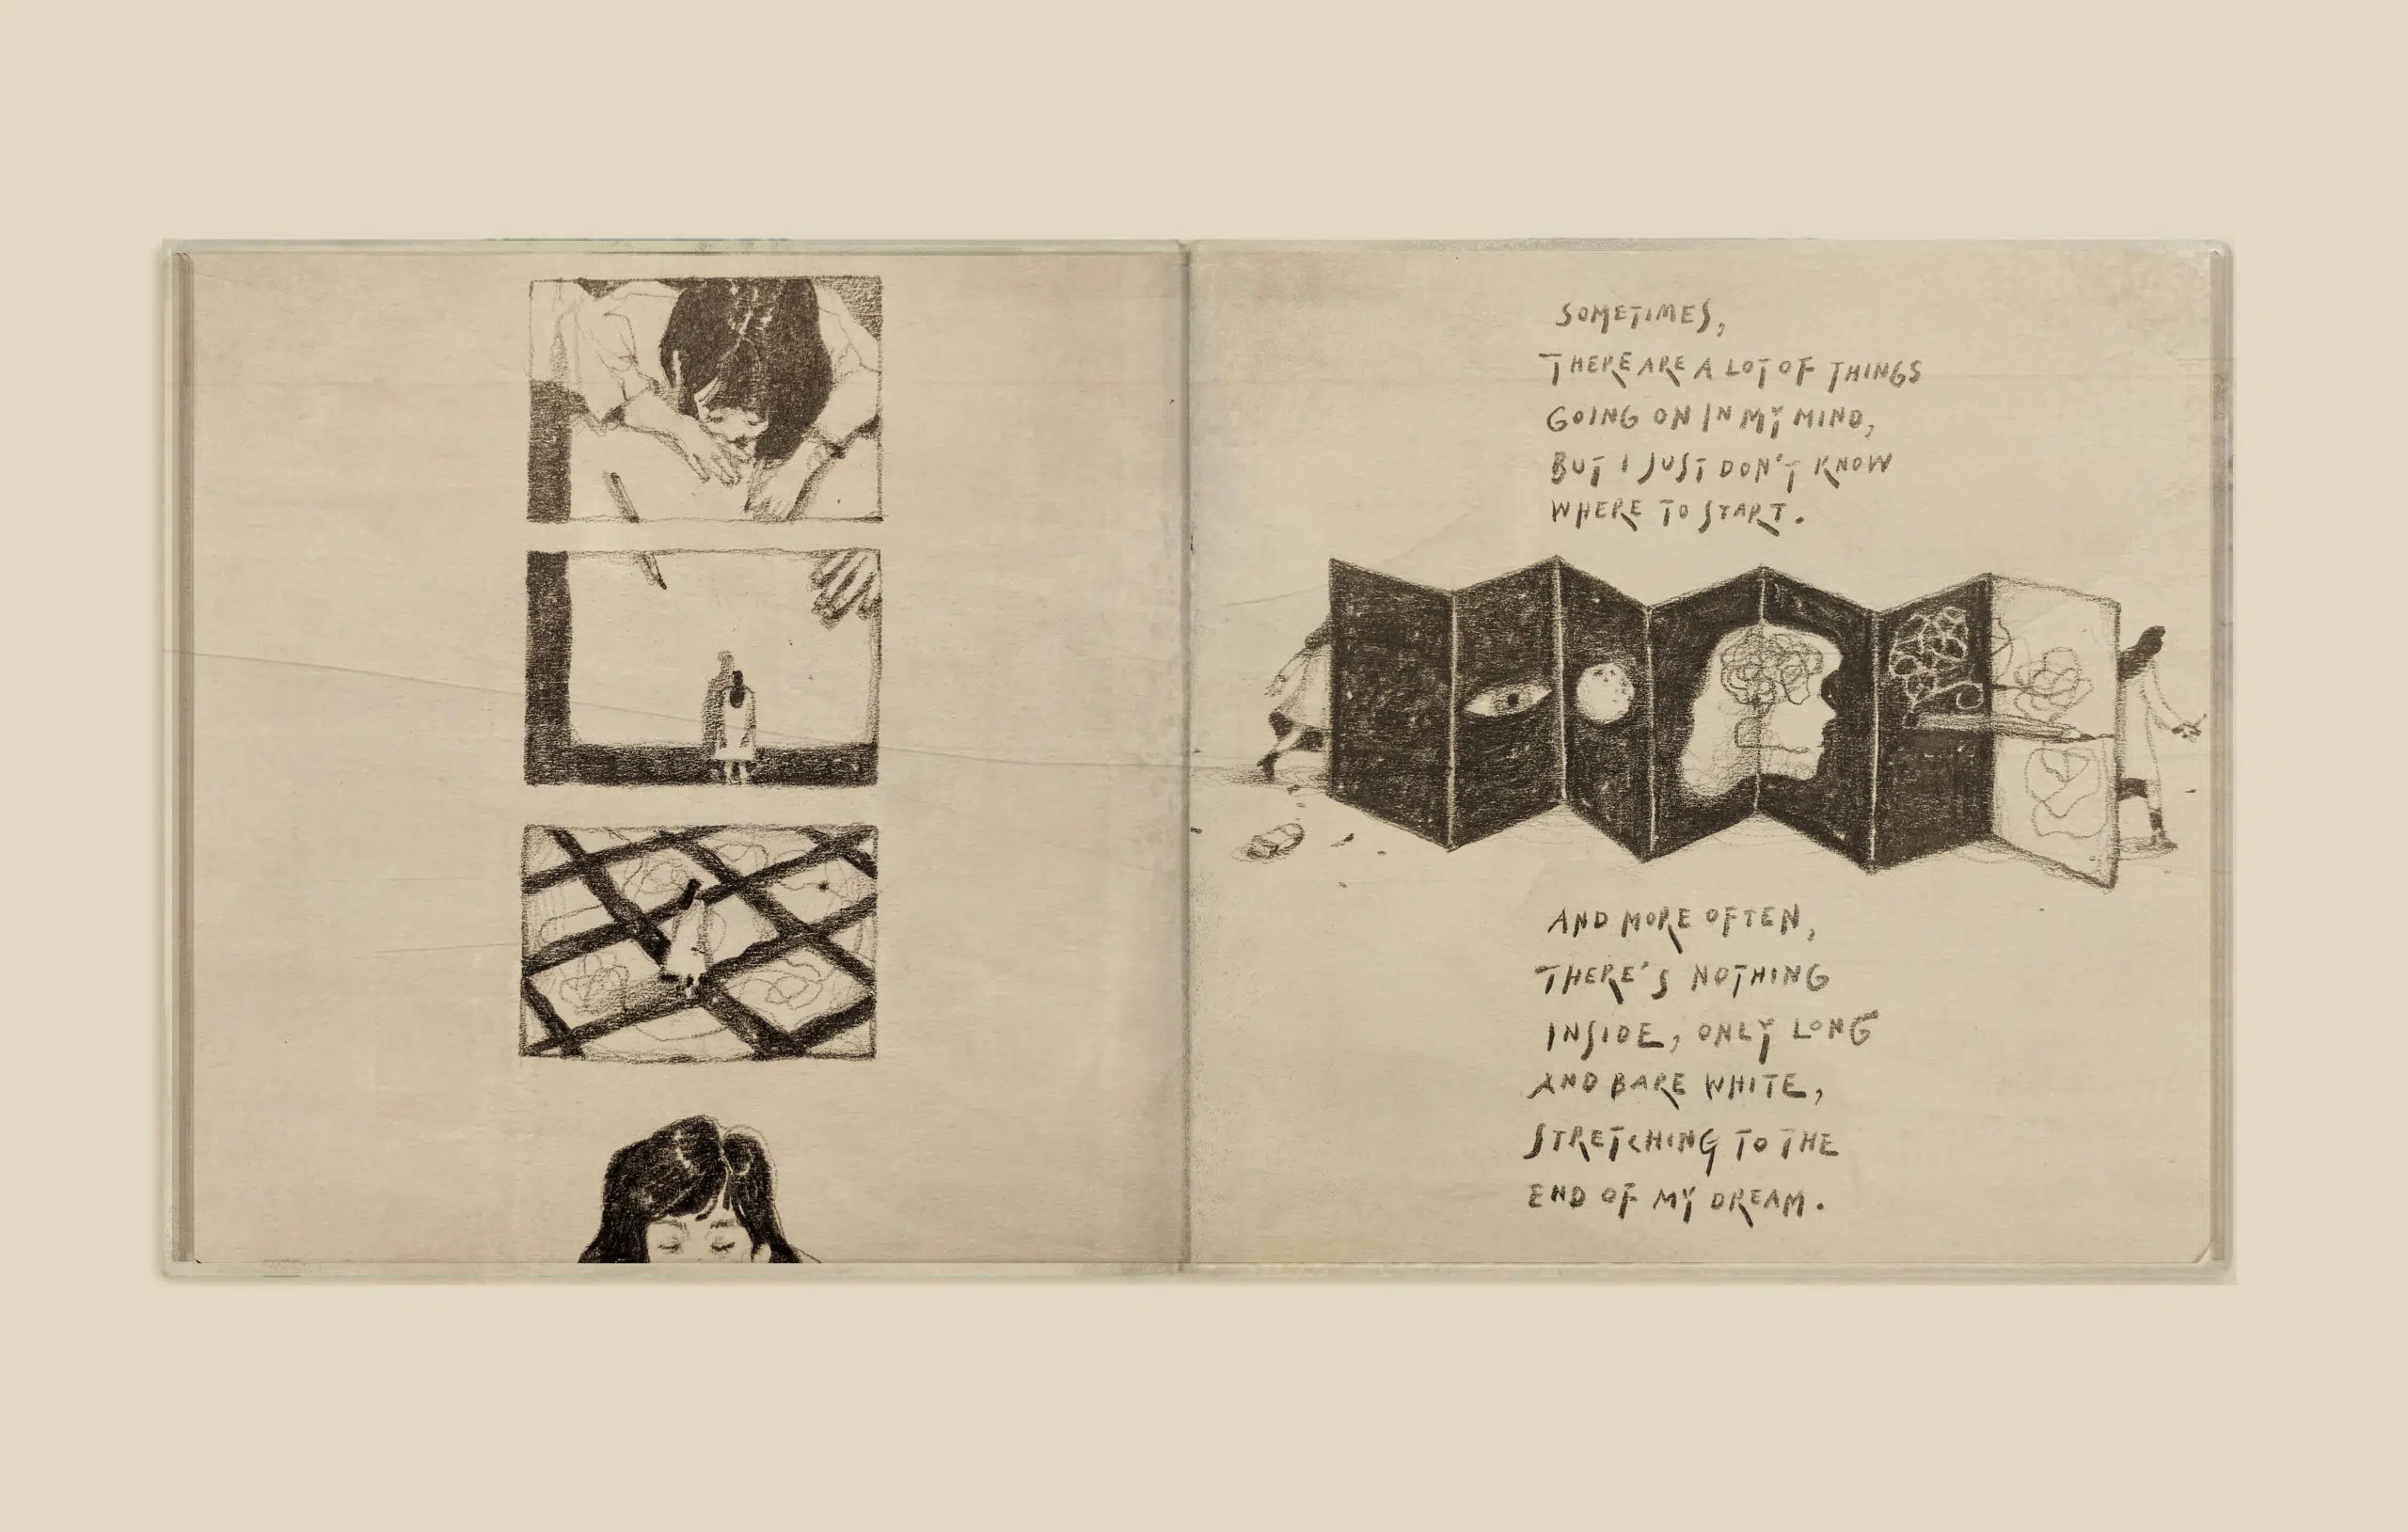 SOMETIMES,
THERE ARE A LOT OF THINGS
GOING ON IN MY MIND,
BUT I JUST DON'T KNOW
WHERE TO START.
AND MORE OFTEN,
THERE'S NOTHING
INSIDE, ONLY LONG
AND BARE WHITE,
STRETCHING TO THE
END OF MY DREAM.